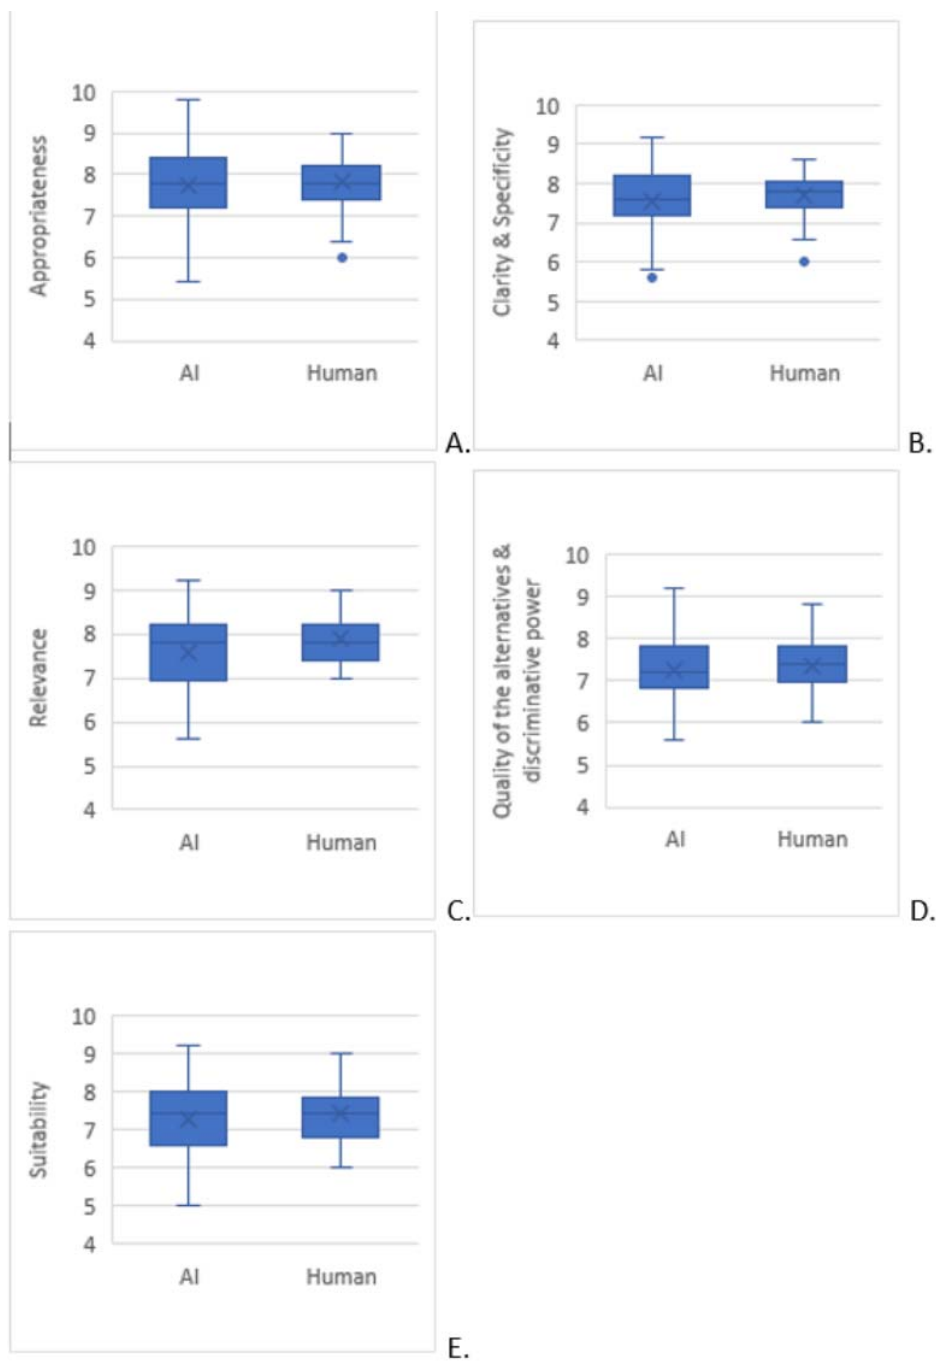 Appropriateness
10
9
8
7
6
5
4
AI Human
A.
Clarity & Specificity
10
9
8
7
6
5
4
AI Human
B.
Relevance
10
9
8
7
6
5
4
AI Human
C.
Quality of the alternatives &
discriminative power
10
9
8
7
6
5
4
AI Human
D.
Suitability
10
9
8
7
6
5
4
AI Human
E.